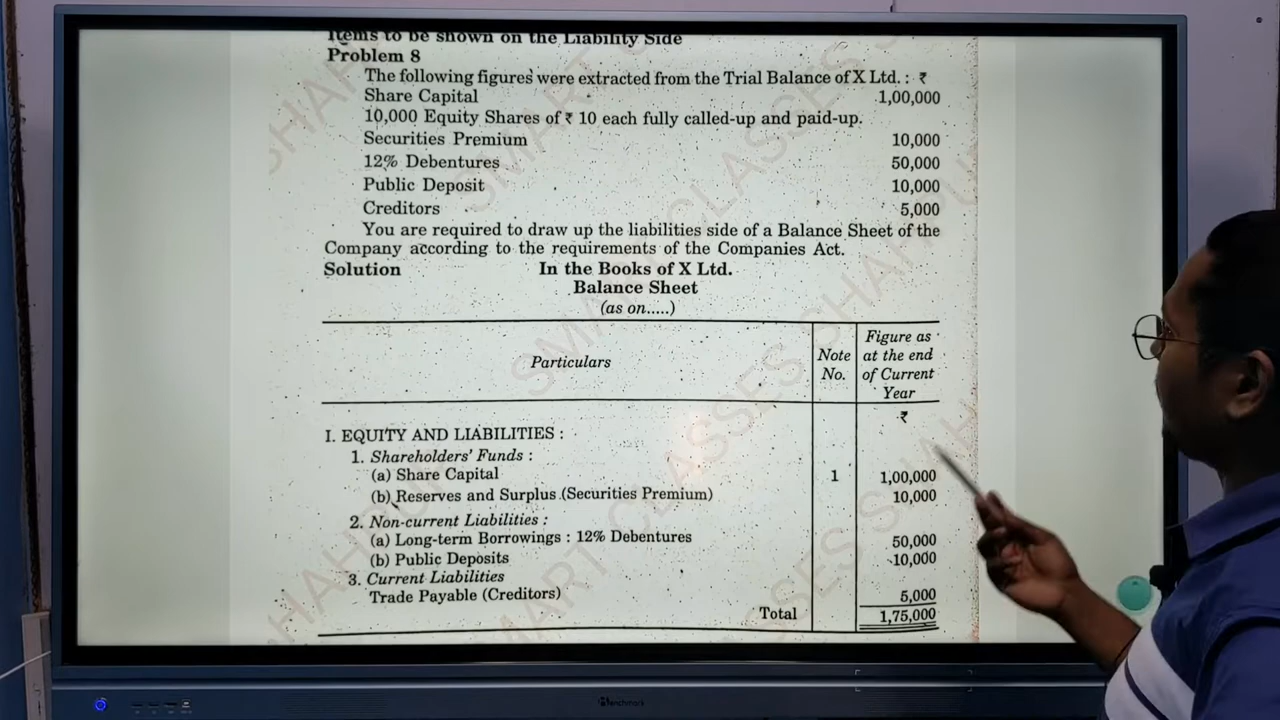 Items to be shown on the Liability Side
Problem 8
The following figures were extracted from the Trial Balance of X Ltd. : ₹
Share Capital 1,00,000
10,000 Equity Shares of ₹ 10 each fully called-up and paid-up.
Securities Premium 10,000
12% Debentures 50,000
Public Deposit 10,000
Creditors 5,000
You are required to draw up the liabilities side of a Balance Sheet of the
Company according to the requirements of the Companies Act.
Solution In the Books of X Ltd.
Balance Sheet
(as on.....)
Particulars Note No. Figure as at the end of Current Year
₹
I. EQUITY AND LIABILITIES :
1. Shareholders' Funds :
(a) Share Capital 1 1,00,000
(b) Reserves and Surplus (Securities Premium) 10,000
2. Non-current Liabilities :
(a) Long-term Borrowings : 12% Debentures 50,000
(b) Public Deposits 10,000
3. Current Liabilities
Trade Payable (Creditors) 5,000
Total 1,75,000
SMART CLASSES SHAHPUR
Benchmark